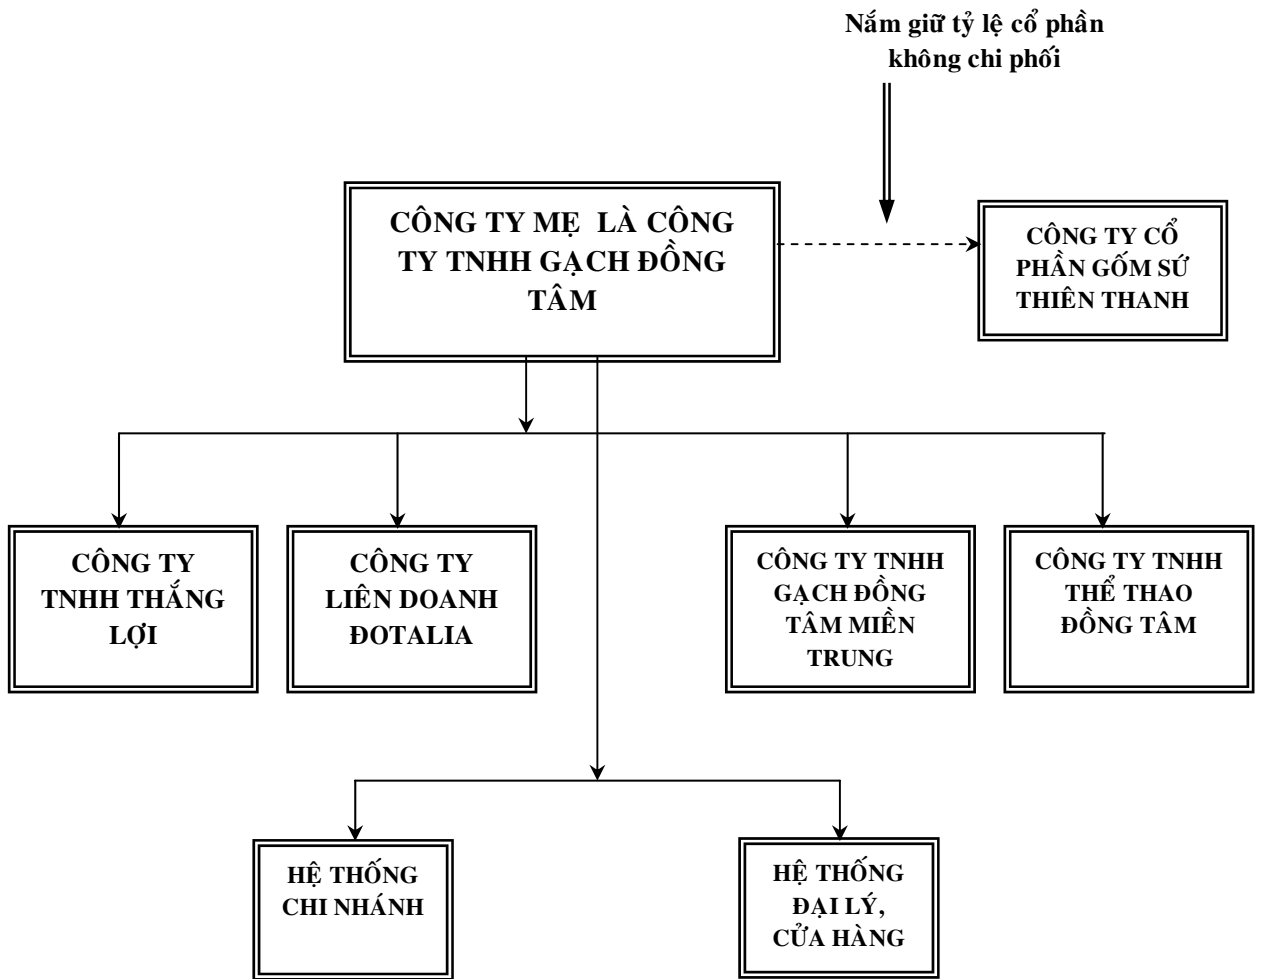 Nắm giữ tỷ lệ cổ phần
không chi phối
CÔNG TY MẸ LÀ CÔNG
TY TNHH GẠCH ĐỒNG
TÂM
CÔNG TY CỔ
PHẦN GỐM SỨ
THIÊN THANH
CÔNG TY
TNHH THẮNG
LỢI
CÔNG TY
LIÊN DOANH
ĐOTALIA
CÔNG TY TNHH
GẠCH ĐỒNG
TÂM MIỀN
TRUNG
CÔNG TY TNHH
THỂ THAO
ĐỒNG TÂM
HỆ THỐNG
CHI NHÁNH
HỆ THỐNG
ĐẠI LÝ,
CỬA HÀNG